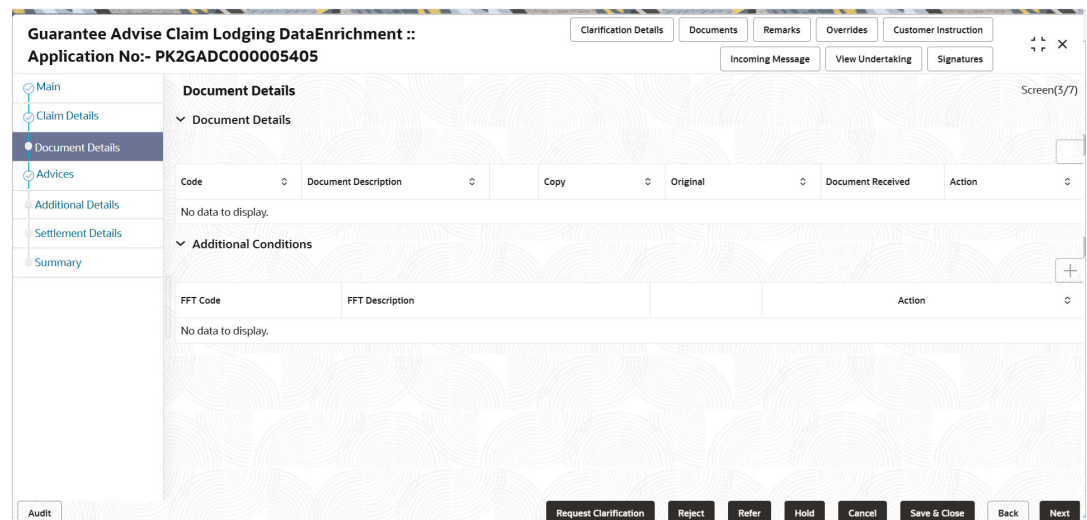 Guarantee Advise Claim Lodging DataEnrichment ::
Application No:- PK2GADC000005405
Clarification Details Documents Remarks Overrides Customer Instruction
Incoming Message View Undertaking Signatures
Main
Claim Details
Document Details
Advices
Additional Details
Settlement Details
Summary
Document Details Screen(3/7)
Document Details
Code Document Description Copy Original Document Received Action
No data to display.
Additional Conditions
FFT Code FFT Description Action
No data to display.
Audit Request Clarification Reject Refer Hold Cancel Save & Close Back Next